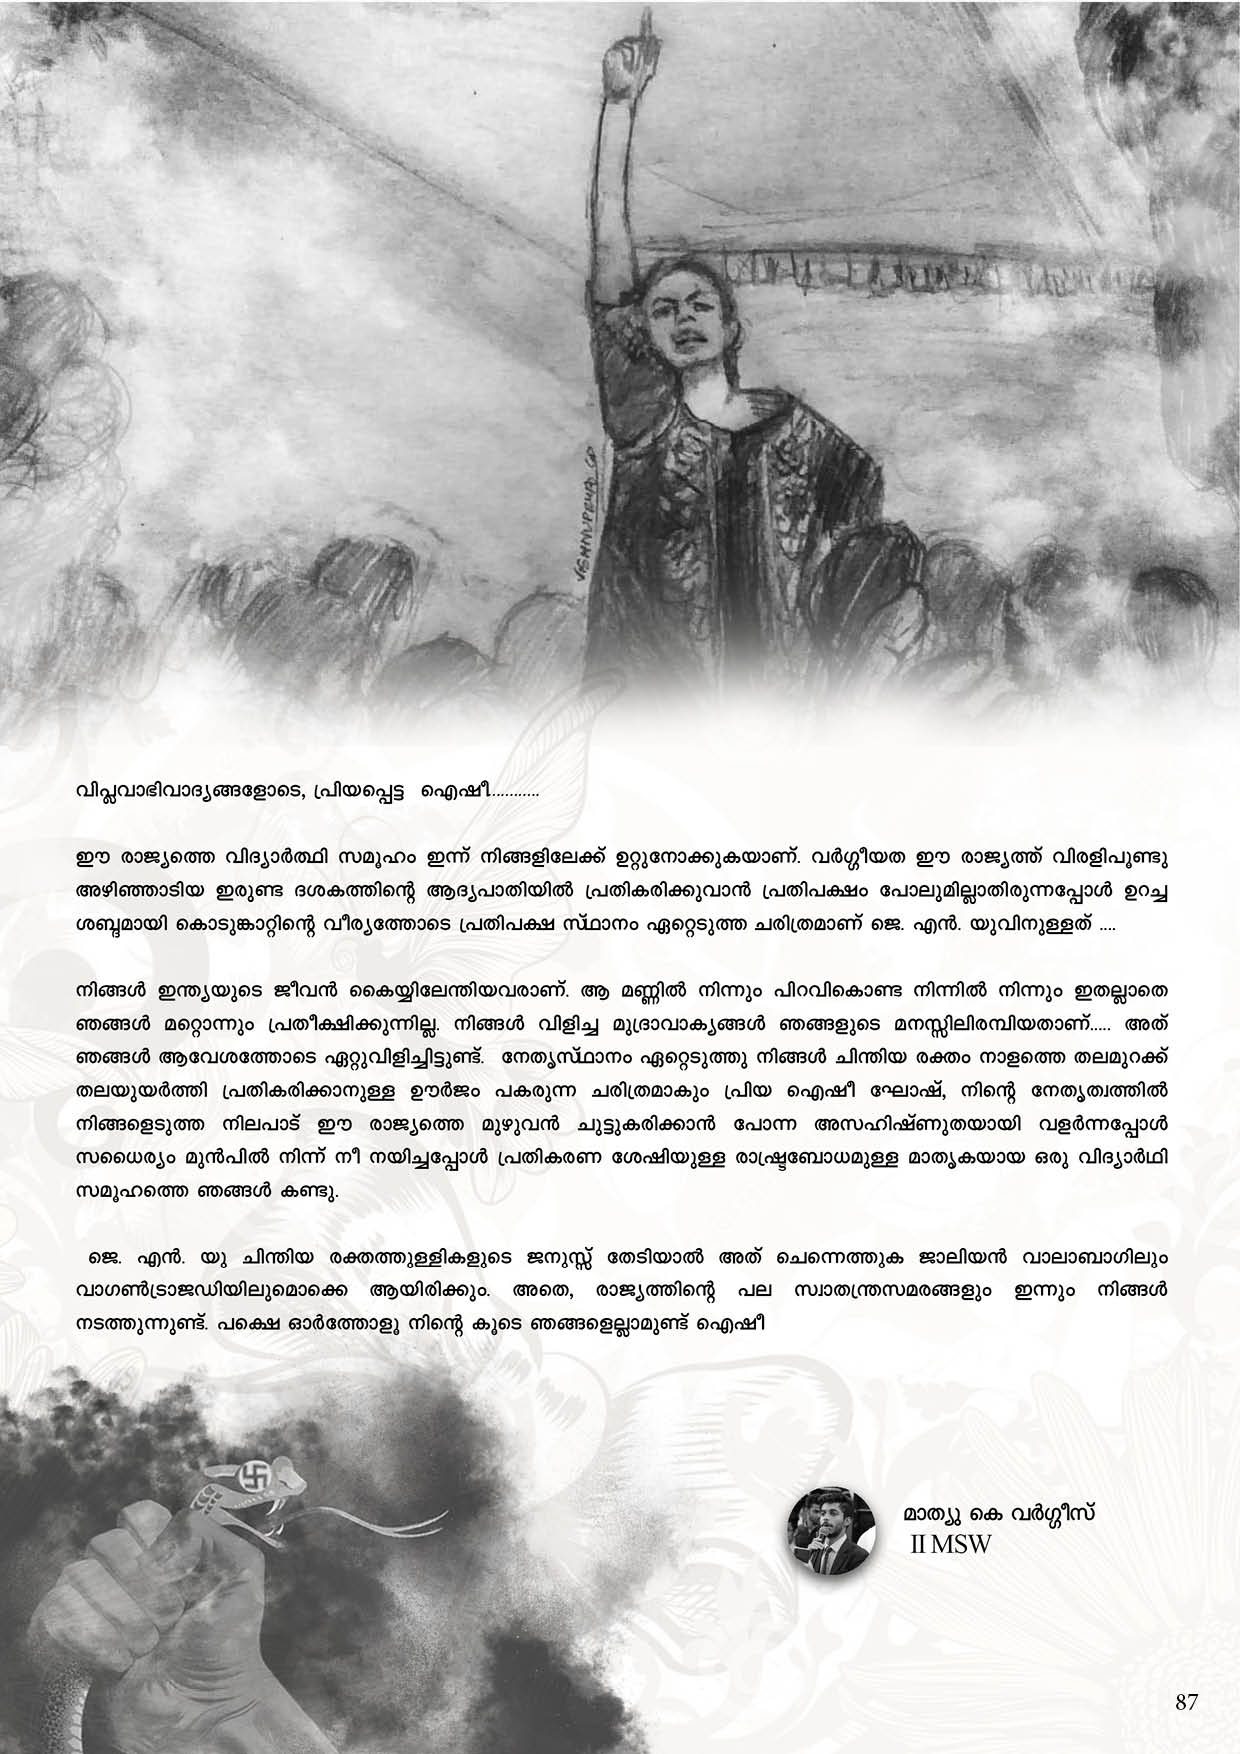 VISHNUPRIYA GP
വിപ്ലവാഭിവാദ്യങ്ങളോടെ, പ്രിയപ്പെട്ട ഐഷീ............
ഈ രാജ്യത്തെ വിദ്യാർത്ഥി സമൂഹം ഇന്ന് നിങ്ങളിലേക്ക് ഉറ്റുനോക്കുകയാണ്. വർഗ്ഗീയത ഈ രാജ്യത്ത് വിരളിപൂണ്ടു
അഴിഞ്ഞാടിയ ഇരുണ്ട ദശകത്തിന്റെ ആദ്യപാതിയിൽ പ്രതികരിക്കുവാൻ പ്രതിപക്ഷം പോലുമില്ലാതിരുന്നപ്പോൾ ഉറച്ച
ശബ്ദമായി കൊടുങ്കാറ്റിന്റെ വീര്യത്തോടെ പ്രതിപക്ഷ സ്ഥാനം ഏറ്റെടുത്ത ചരിത്രമാണ് ജെ. എൻ. യുവിനുള്ളത് ....
നിങ്ങൾ ഇന്ത്യയുടെ ജീവൻ കൈയ്യിലേന്തിയവരാണ്. ആ മണ്ണിൽ നിന്നും പിറവികൊണ്ട നിന്നിൽ നിന്നും ഇതല്ലാതെ
ഞങ്ങൾ മറ്റൊന്നും പ്രതീക്ഷിക്കുന്നില്ല. നിങ്ങൾ വിളിച്ച മുദ്രാവാക്യങ്ങൾ ഞങ്ങളുടെ മനസ്സിലിരമ്പിയതാണ്..... അത്
ഞങ്ങൾ ആവേശത്തോടെ ഏറ്റുവിളിച്ചിട്ടുണ്ട്. നേതൃസ്ഥാനം ഏറ്റെടുത്തു നിങ്ങൾ ചിന്തിയ രക്തം നാളത്തെ തലമുറക്ക്
തലയുയർത്തി പ്രതികരിക്കാനുള്ള ഊർജം പകരുന്ന ചരിത്രമാകും പ്രിയ ഐഷീ ഘോഷ്, നിന്റെ നേതൃത്വത്തിൽ
നിങ്ങളെടുത്ത നിലപാട് ഈ രാജ്യത്തെ മുഴുവൻ ചുട്ടുകരിക്കാൻ പോന്ന അസഹിഷ്ണുതയായി വളർന്നപ്പോൾ
സധൈര്യം മുൻപിൽ നിന്ന് നീ നയിച്ചപ്പോൾ പ്രതികരണ ശേഷിയുള്ള രാഷ്ട്രബോധമുള്ള മാതൃകയായ ഒരു വിദ്യാർഥി
സമൂഹത്തെ ഞങ്ങൾ കണ്ടു.
ജെ. എൻ. യു ചിന്തിയ രക്തത്തുള്ളികളുടെ ജനുസ്സ് തേടിയാൽ അത് ചെന്നെത്തുക ജാലിയൻ വാലാബാഗിലും
വാഗൺട്രാജഡിയിലുമൊക്കെ ആയിരിക്കും. അതെ, രാജ്യത്തിന്റെ പല സ്വാതന്ത്രസമരങ്ങളും ഇന്നും നിങ്ങൾ
നടത്തുന്നുണ്ട്. പക്ഷെ ഓർത്തോളൂ നിന്റെ കൂടെ ഞങ്ങളെല്ലാമുണ്ട് ഐഷീ
മാത്യു കെ വർഗ്ഗീസ്
II MSW
87